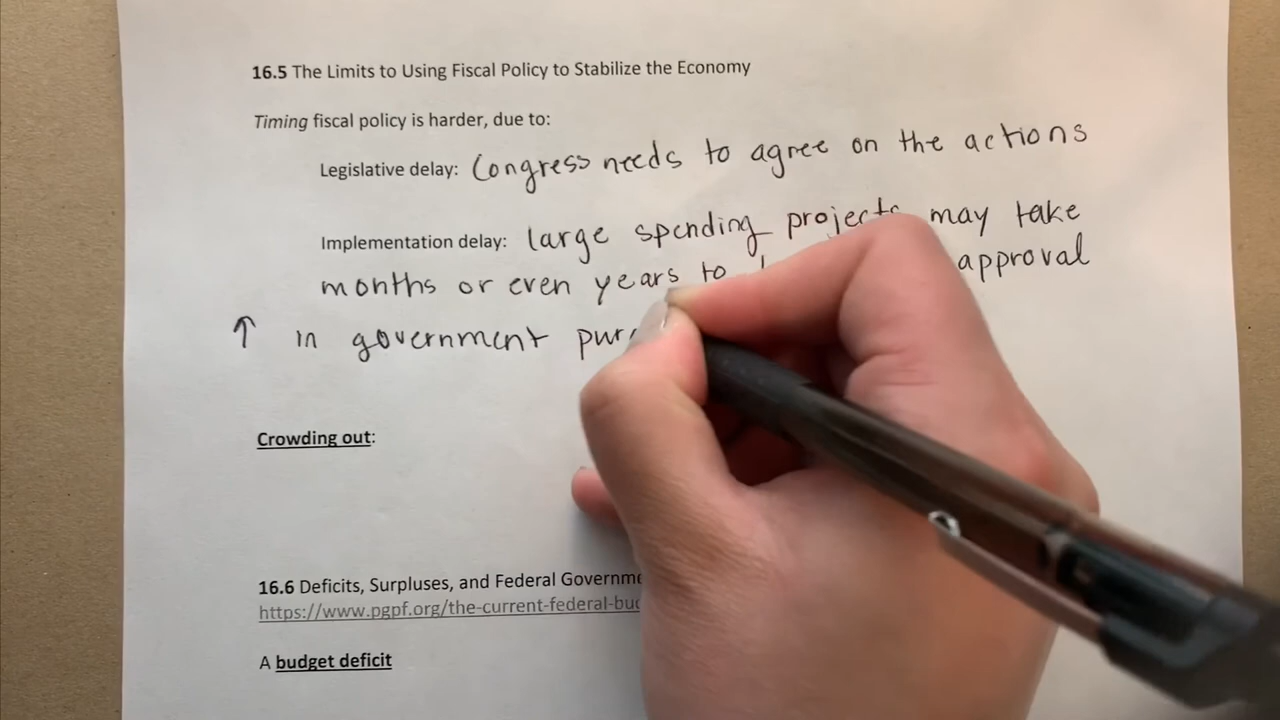 16.5 The Limits to Using Fiscal Policy to Stabilize the Economy
Timing fiscal policy is harder, due to:
Legislative delay: Congress needs to agree on the actions
Implementation delay: large spending projects may take
months or even years to approval
↑ in government
Crowding out:
16.6 Deficits, Surpluses, and Federal
https://www.pgpf.org/the-current-federal-bud
A budget deficit